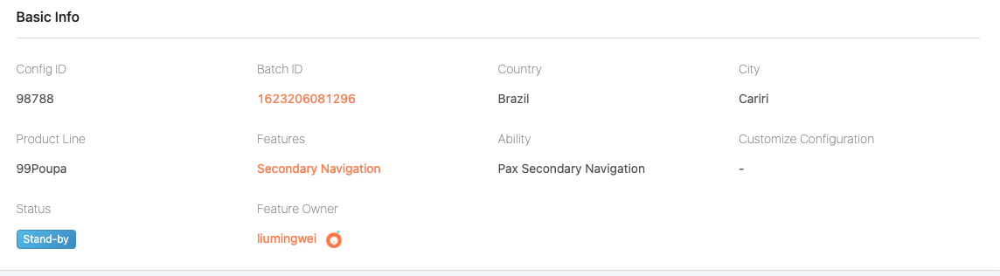 Basic Info
Config ID Batch ID Country City
98788 1623206081296 Brazil Cariri
Product Line Features Ability Customize Configuration
99Poupa Secondary Navigation Pax Secondary Navigation -
Status Feature Owner
Stand-by liumingwei